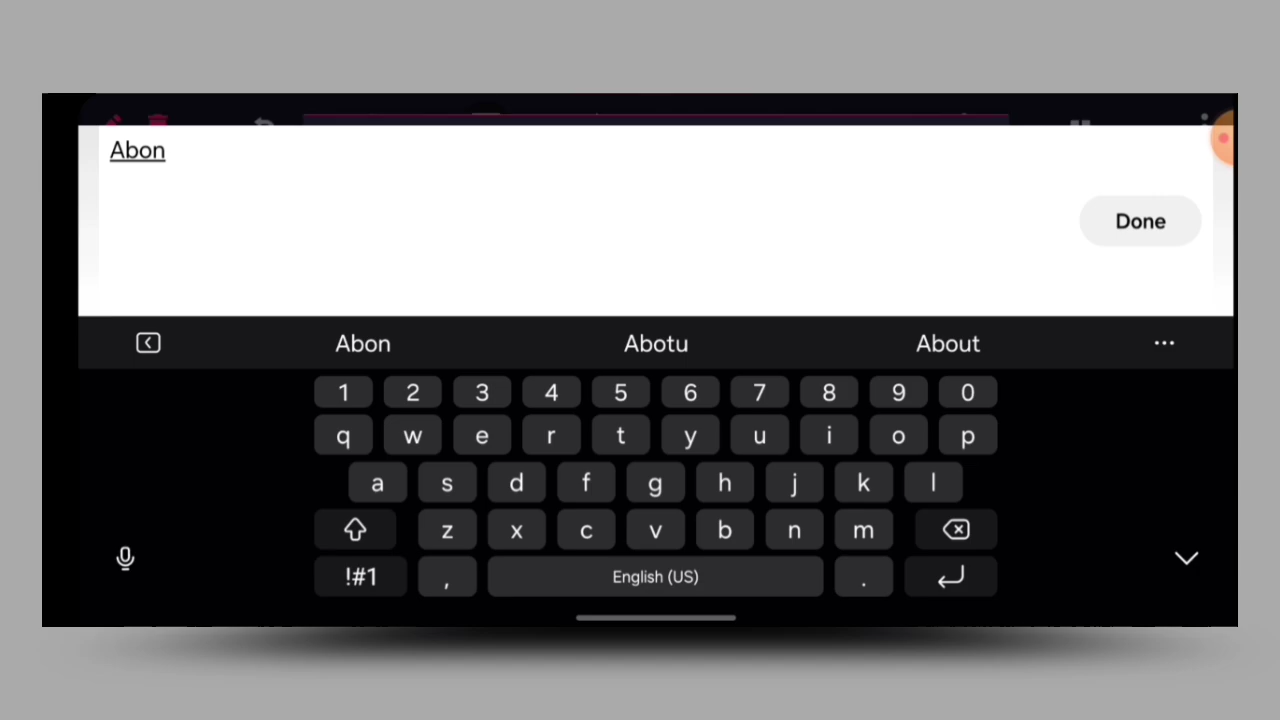 Abon
Done
Abon Abotu About
1 2 3 4 5 6 7 8 9 0
q w e r t y u i o p
a s d f g h j k l
z x c v b n m
!#1 , English (US) .